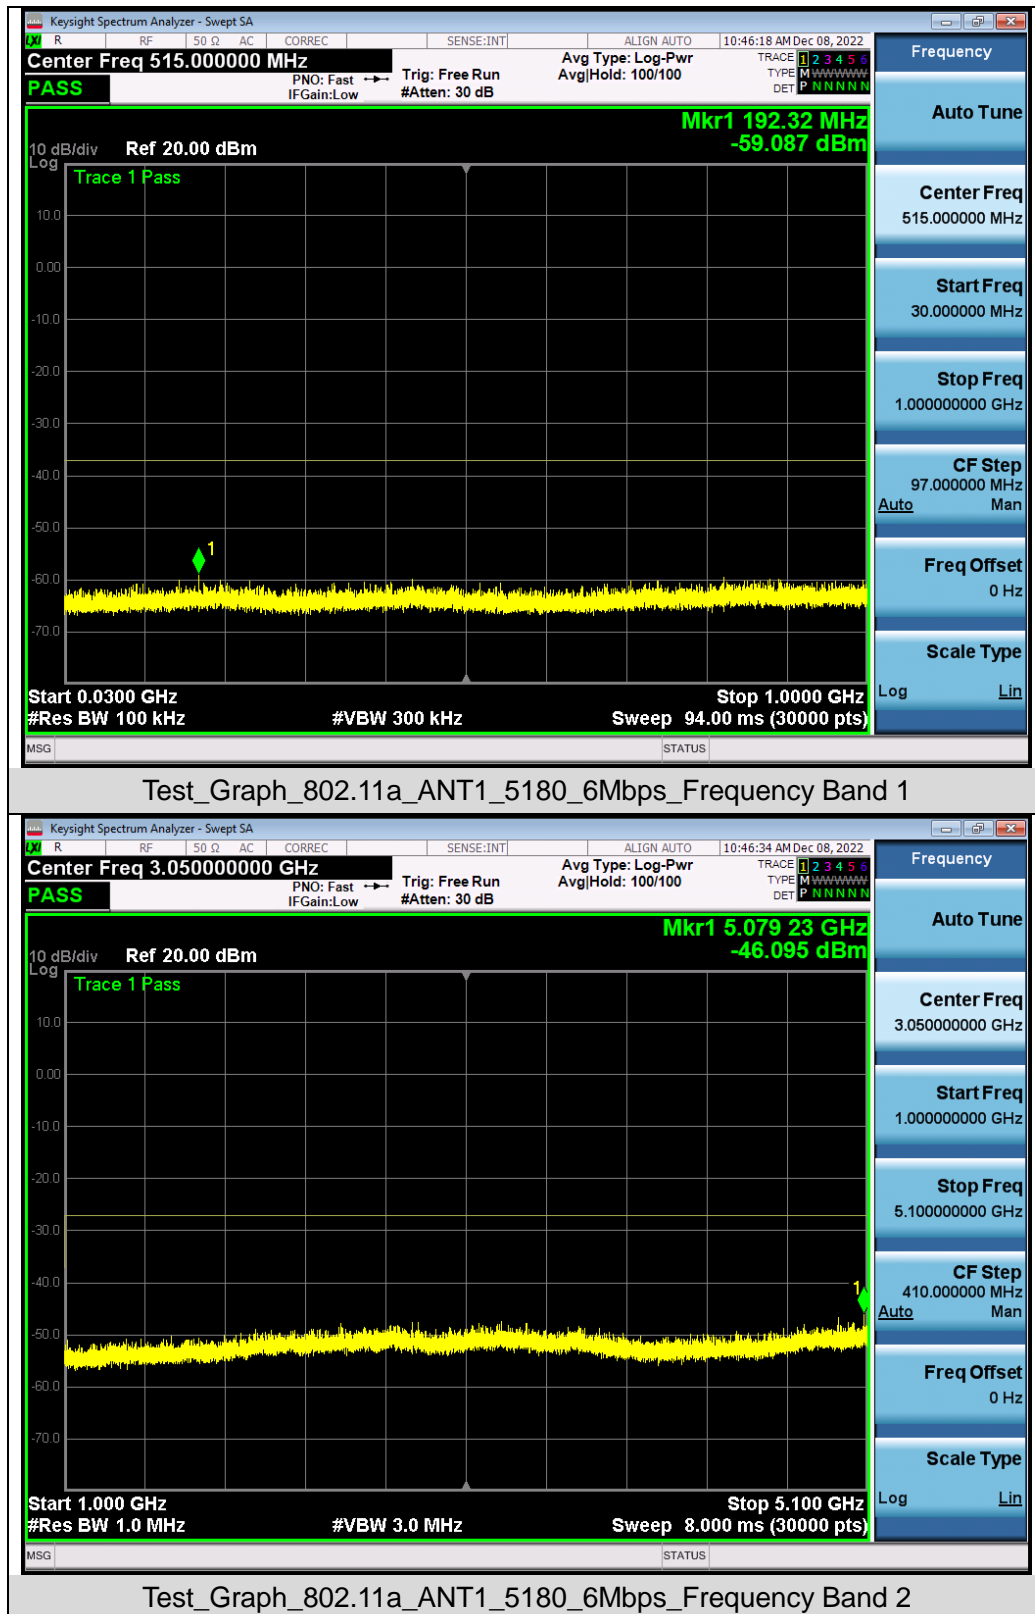 Keysight Spectrum Analyzer - Swept SA
LXI R RF 50 Ω AC CORREC SENSE:INT ALIGN AUTO 10:46:18 AM Dec 08, 2022
Center Freq 515.000000 MHz
PASS
PNO: Fast
IFGain:Low
Trig: Free Run
#Atten: 30 dB
Avg Type: Log-Pwr
Avg|Hold: 100/100
TRACE 1 2 3 4 5 6
TYPE M WWWWW
DET P N N N N N
Mkr1 192.32 MHz
-59.087 dBm
10 dB/div Ref 20.00 dBm
Log
Trace 1 Pass
10.0
0.00
-10.0
-20.0
-30.0
-40.0
-50.0
1
-60.0
-70.0
Start 0.0300 GHz Stop 1.0000 GHz
#Res BW 100 kHz #VBW 300 kHz Sweep 94.00 ms (30000 pts)
MSG STATUS
Frequency
Auto Tune
Center Freq
515.000000 MHz
Start Freq
30.000000 MHz
Stop Freq
1.000000000 GHz
CF Step
97.000000 MHz
Auto Man
Freq Offset
0 Hz
Scale Type
Log Lin
Test_Graph_802.11a_ANT1_5180_6Mbps_Frequency Band 1
Keysight Spectrum Analyzer - Swept SA
LXI R RF 50 Ω AC CORREC SENSE:INT ALIGN AUTO 10:46:34 AM Dec 08, 2022
Center Freq 3.050000000 GHz
PASS
PNO: Fast
IFGain:Low
Trig: Free Run
#Atten: 30 dB
Avg Type: Log-Pwr
Avg|Hold: 100/100
TRACE 1 2 3 4 5 6
TYPE M WWWWW
DET P N N N N N
Mkr1 5.079 23 GHz
-46.095 dBm
10 dB/div Ref 20.00 dBm
Log
Trace 1 Pass
10.0
0.00
-10.0
-20.0
-30.0
-40.0
1
-50.0
-60.0
-70.0
Start 1.000 GHz Stop 5.100 GHz
#Res BW 1.0 MHz #VBW 3.0 MHz Sweep 8.000 ms (30000 pts)
MSG STATUS
Frequency
Auto Tune
Center Freq
3.050000000 GHz
Start Freq
1.000000000 GHz
Stop Freq
5.100000000 GHz
CF Step
410.000000 MHz
Auto Man
Freq Offset
0 Hz
Scale Type
Log Lin
Test_Graph_802.11a_ANT1_5180_6Mbps_Frequency Band 2